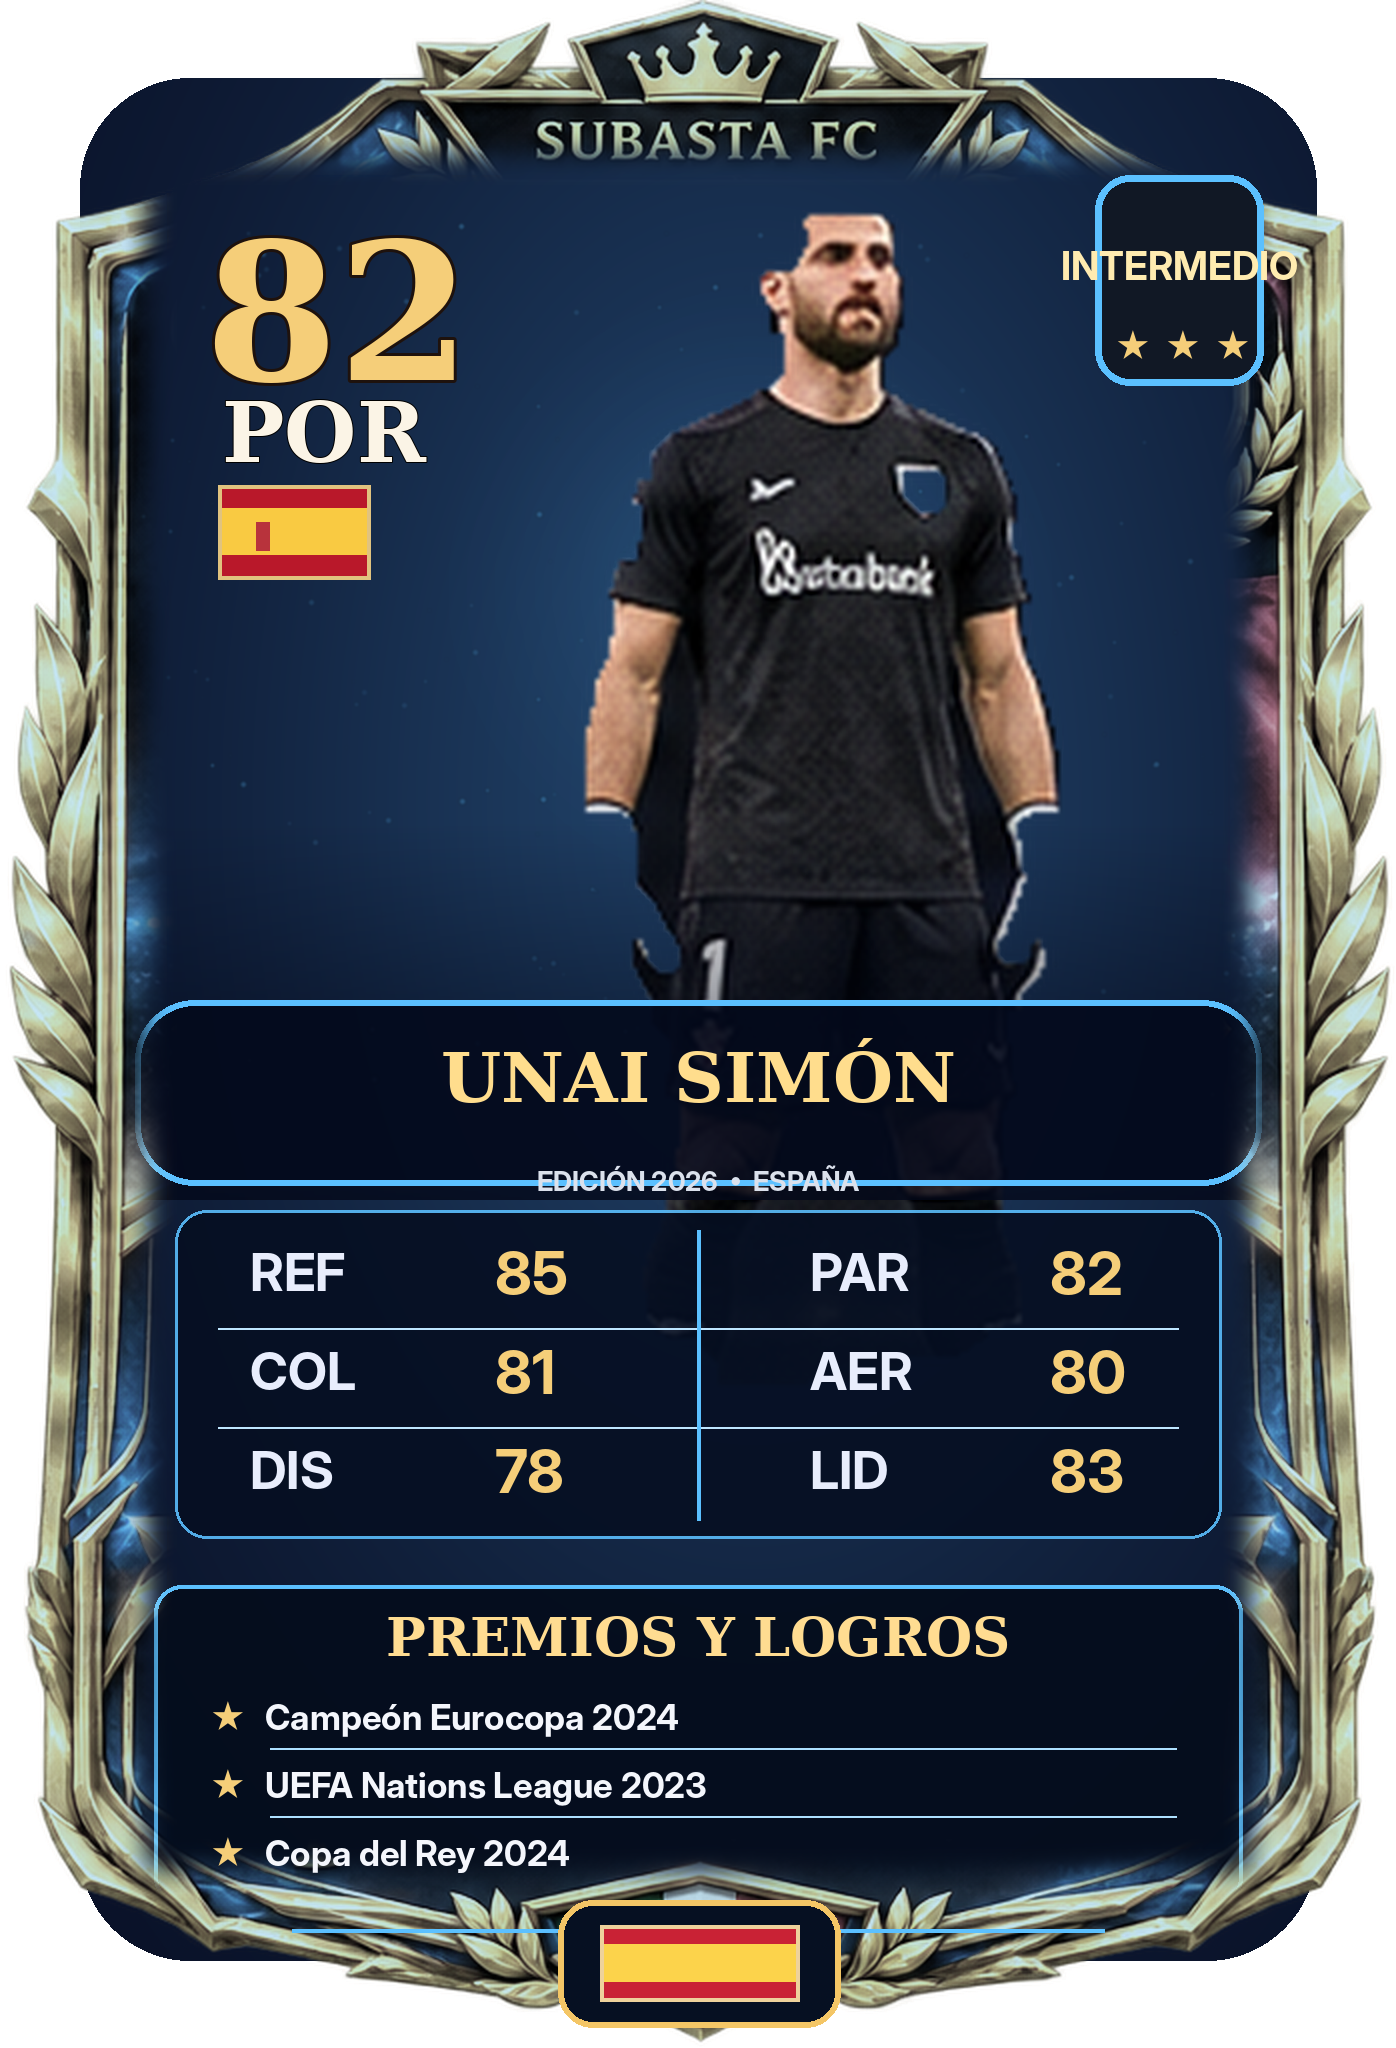 SUBASTA FC
82
POR
INTERMEDIO
★ ★ ★
1
UNAI SIMÓN
EDICIÓN 2026 • ESPAÑA
REF 85 PAR 82
COL 81 AER 80
DIS 78 LID 83
PREMIOS Y LOGROS
★ Campeón Eurocopa 2024
★ UEFA Nations League 2023
★ Copa del Rey 2024